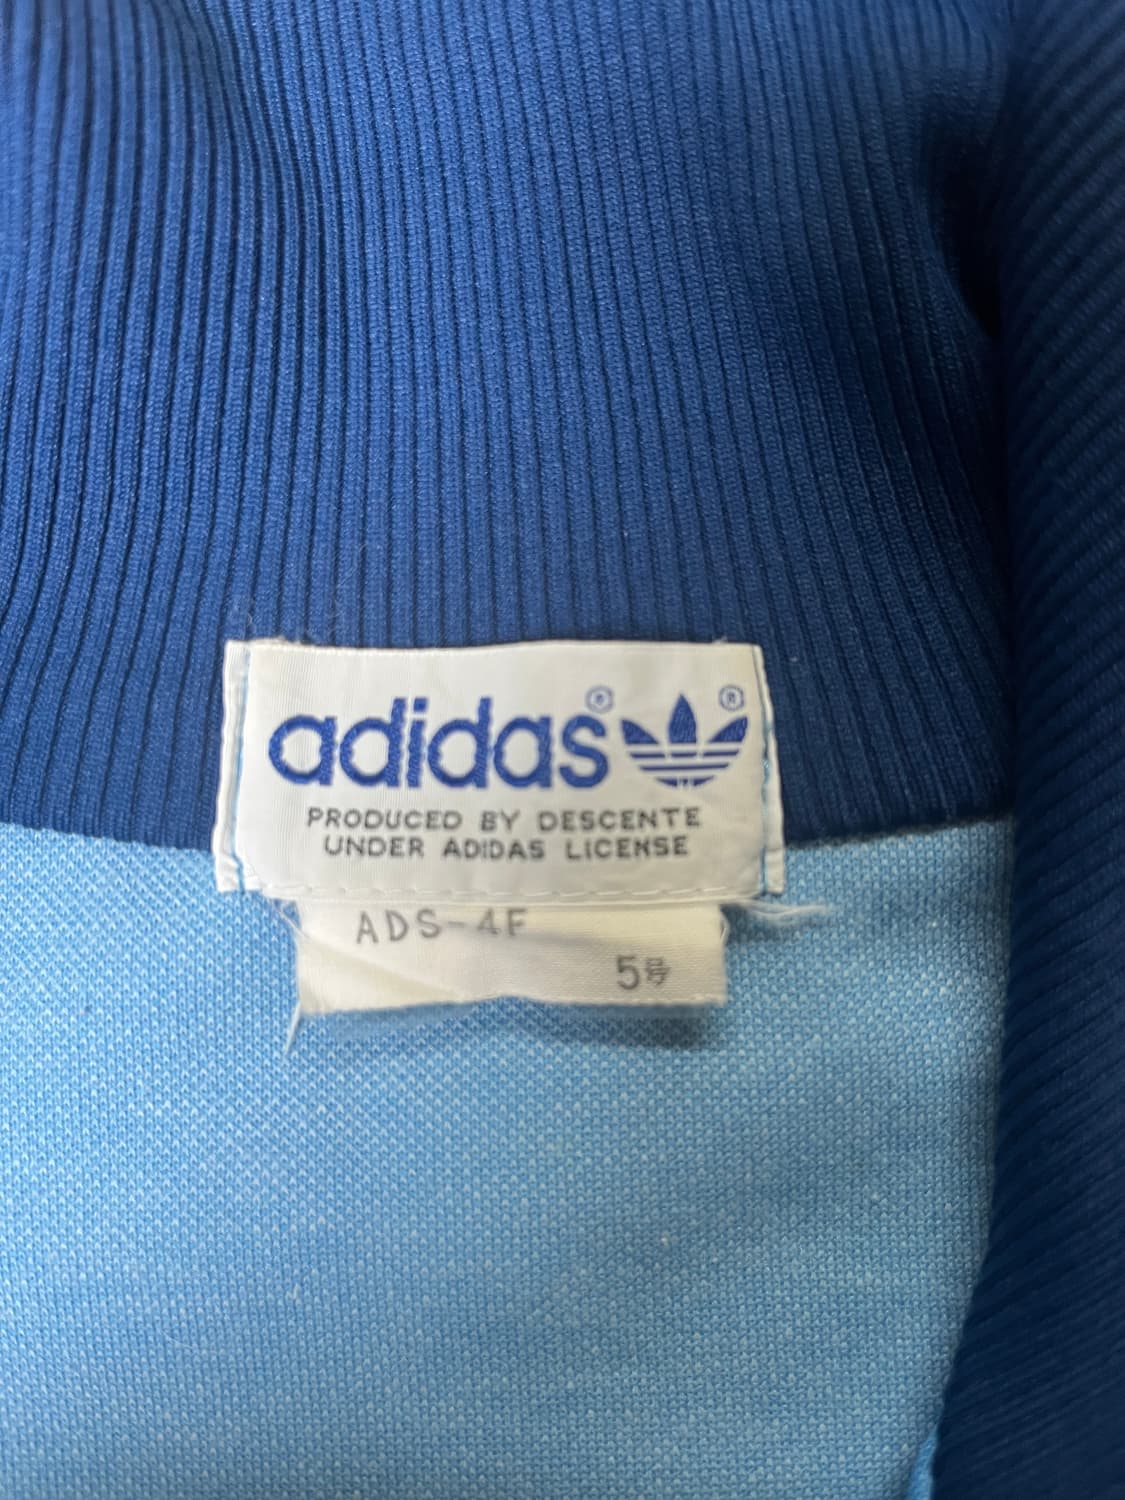 adidas® ®
PRODUCED BY DESCENTE
UNDER ADIDAS LICENSE
ADS-4F
5号